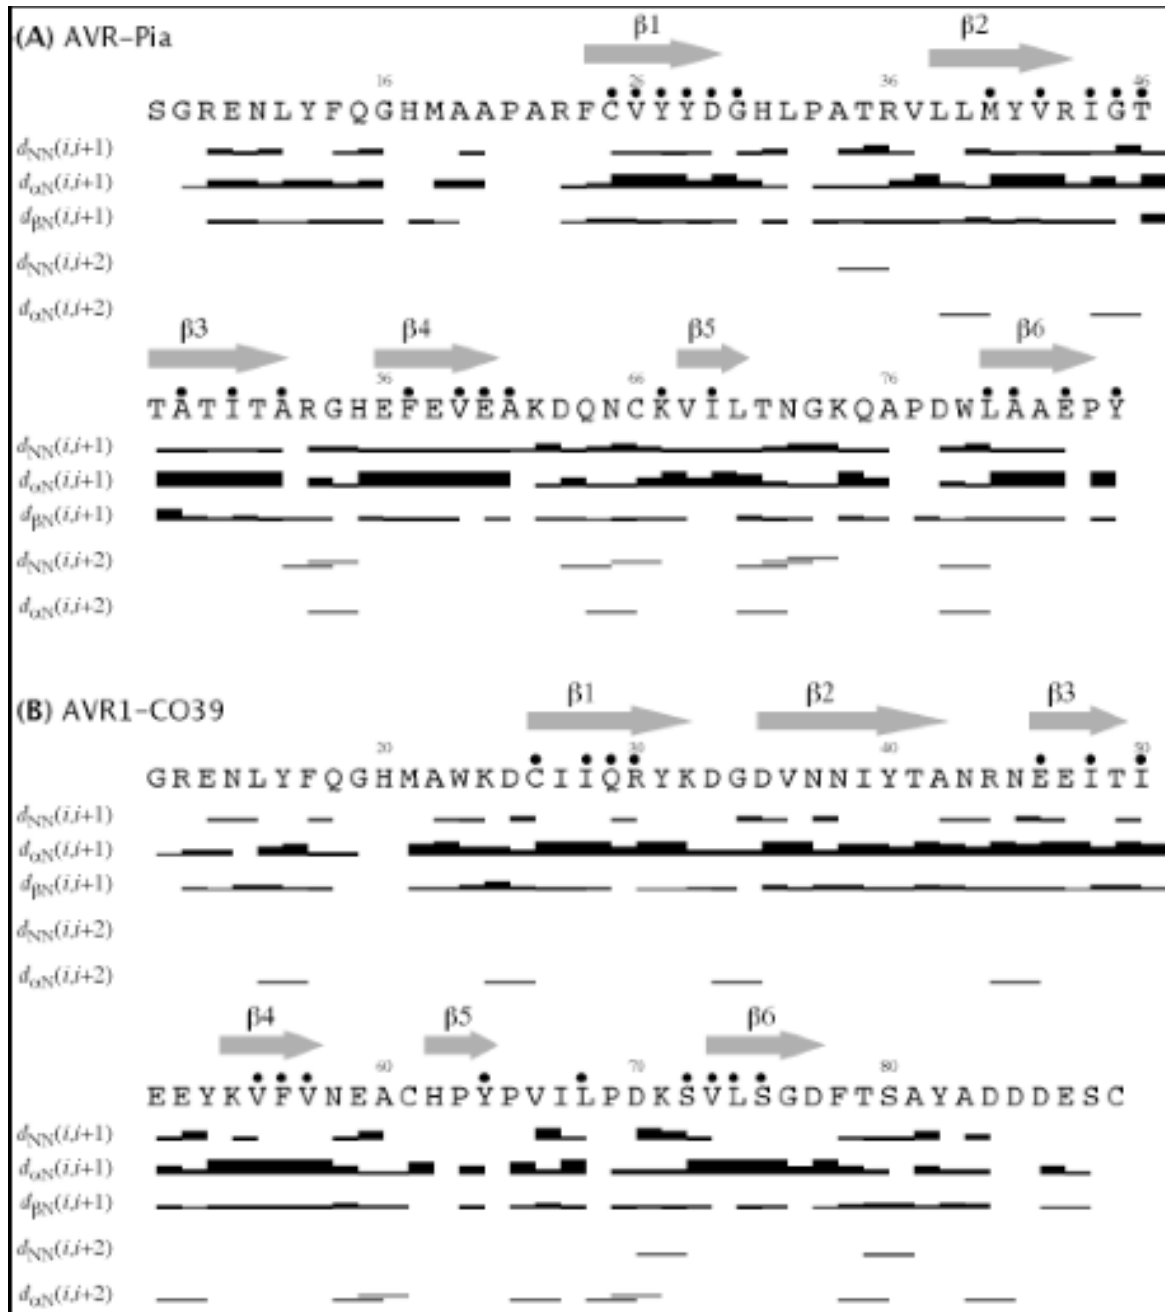 (A) AVR–Pia
β1 β2
16 26 36 46
SGRENLYFQGHMAAPARFCVYYDGHLPATRVLLMYVRIGT
dNN(i,i+1)
dαN(i,i+1)
dβN(i,i+1)
dNN(i,i+2)
dαN(i,i+2)
β3 β4 β5 β6
56 66 76
TATITARGHEFEVEAKDQNCKVILTNGKQAPDWLAAEPY
dNN(i,i+1)
dαN(i,i+1)
dβN(i,i+1)
dNN(i,i+2)
dαN(i,i+2)
(B) AVR1–CO39
β1 β2 β3
20 30 40 50
GRENLYFQGHMAWKDCIIQRYKDGDVNNIYTANRNEEITI
dNN(i,i+1)
dαN(i,i+1)
dβN(i,i+1)
dNN(i,i+2)
dαN(i,i+2)
β4 β5 β6
60 70 80
EEYKVFVNEACHPYPVILPDKSVLSGDFTSAYADDDESC
dNN(i,i+1)
dαN(i,i+1)
dβN(i,i+1)
dNN(i,i+2)
dαN(i,i+2)